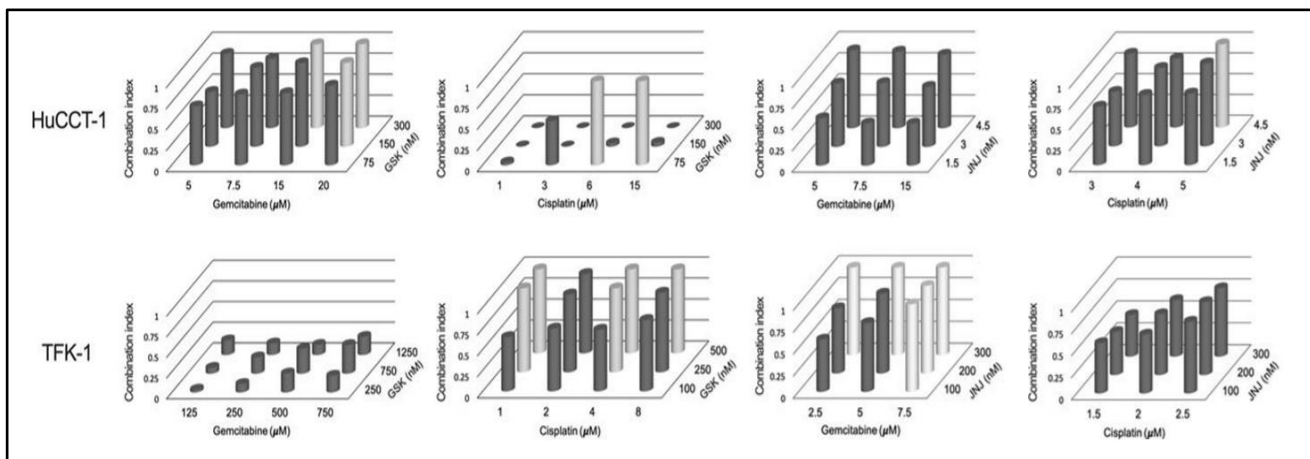 HuCCT-1
Combination index
1
0.75
0.5
0.25
0
5 7.5 15 20
Gemcitabine (µM)
75 150 300
GSK (nM)
Combination index
1
0.75
0.5
0.25
0
1 3 6 15
Cisplatin (µM)
75 150 300
GSK (nM)
Combination index
1
0.75
0.5
0.25
0
5 7.5 15
Gemcitabine (µM)
1.5 3 4.5
JNJ (nM)
Combination index
1
0.75
0.5
0.25
0
3 4 5
Cisplatin (µM)
1.5 3 4.5
JNJ (nM)
TFK-1
Combination index
1
0.75
0.5
0.25
0
125 250 500 750
Gemcitabine (µM)
250 750 1250
GSK (nM)
Combination index
1
0.75
0.5
0.25
0
1 2 4 8
Cisplatin (µM)
100 250 500
GSK (nM)
Combination index
1
0.75
0.5
0.25
0
2.5 5 7.5
Gemcitabine (µM)
100 200 300
JNJ (nM)
Combination index
1
0.75
0.5
0.25
0
1.5 2 2.5
Cisplatin (µM)
100 200 300
JNJ (nM)